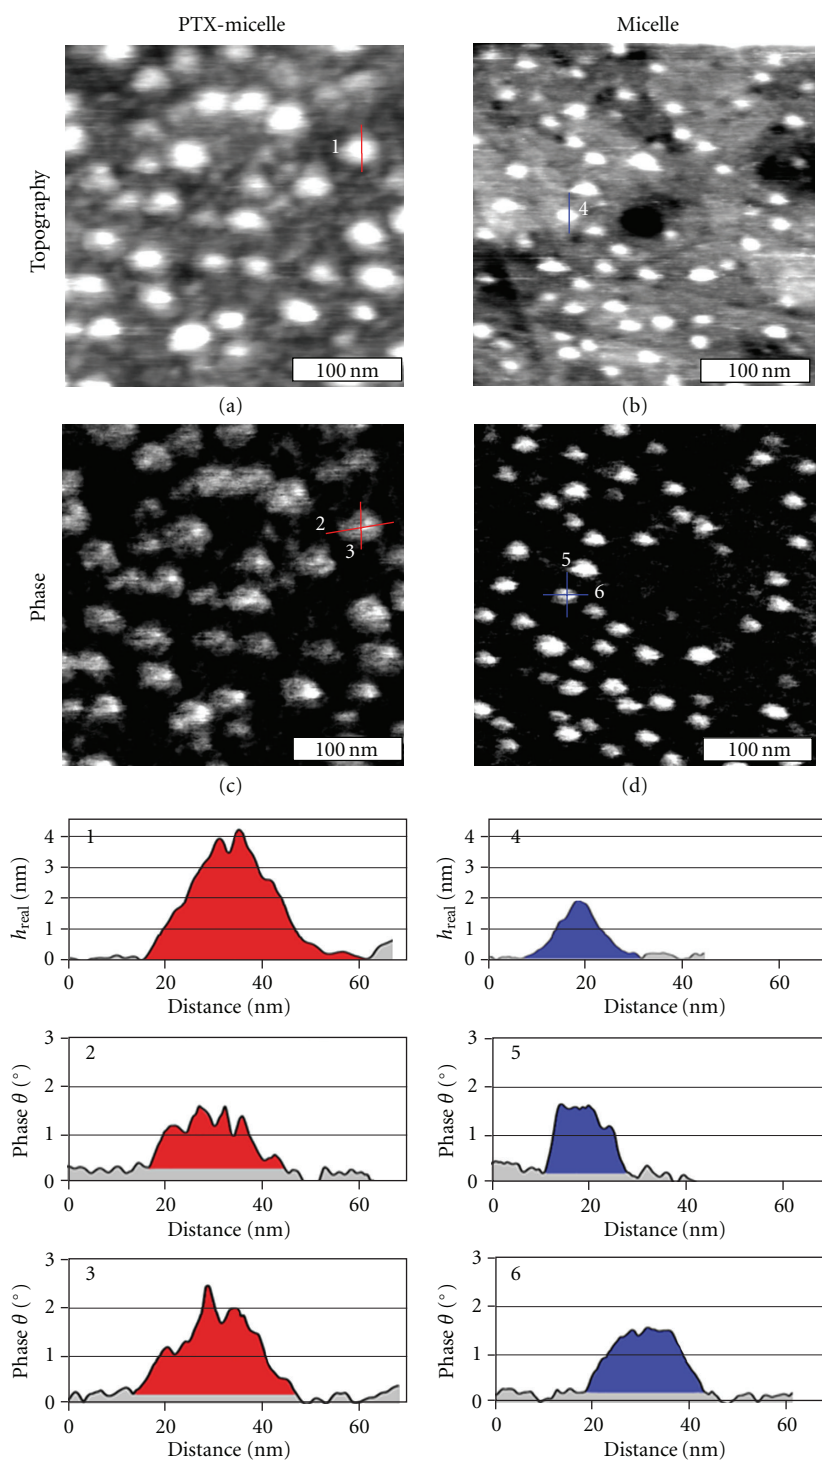 PTX-micelle
Micelle
Topography
1
4
100 nm
100 nm
(a)
(b)
Phase
2
3
5
6
100 nm
100 nm
(c)
(d)
1
h_real (nm)
4
3
2
1
0
0 20 40 60
Distance (nm)
4
h_real (nm)
4
3
2
1
0
0 20 40 60
Distance (nm)
2
Phase θ (°)
3
2
1
0
0 20 40 60
Distance (nm)
5
Phase θ (°)
3
2
1
0
0 20 40 60
Distance (nm)
3
Phase θ (°)
3
2
1
0
0 20 40 60
Distance (nm)
6
Phase θ (°)
3
2
1
0
0 20 40 60
Distance (nm)